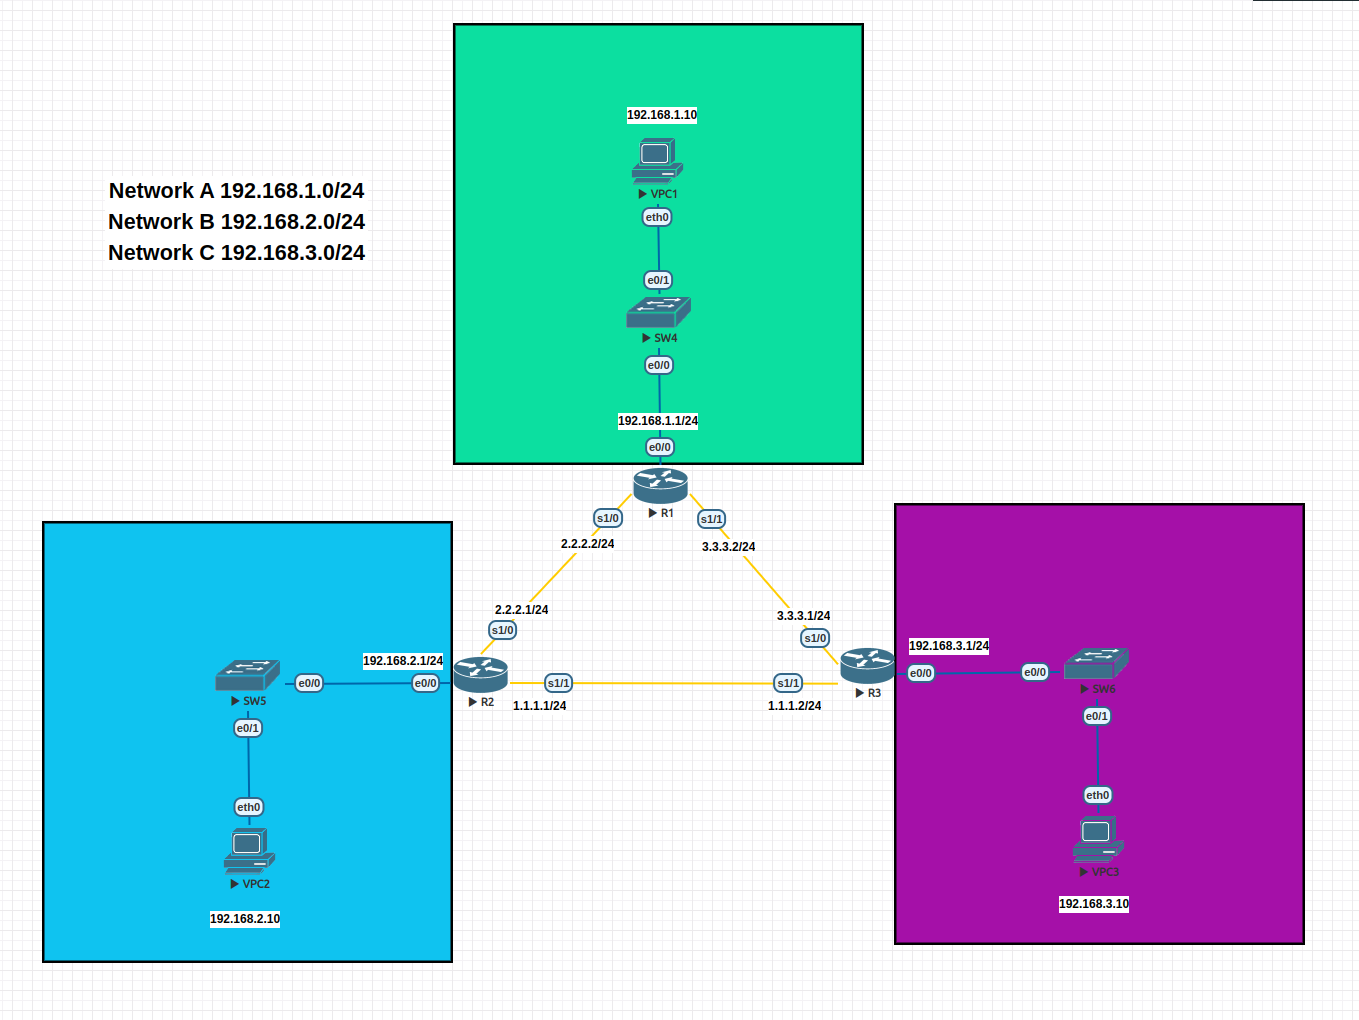 192.168.1.10
VPC1
eth0
Network A 192.168.1.0/24
Network B 192.168.2.0/24
Network C 192.168.3.0/24
e0/1
SW4
e0/0
192.168.1.1/24
e0/0
R1
s1/0
s1/1
2.2.2.2/24
3.3.3.2/24
2.2.2.1/24
3.3.3.1/24
s1/0
s1/0
192.168.2.1/24
192.168.3.1/24
e0/0
e0/0
s1/1
s1/1
e0/0
e0/0
SW5
R2
R3
SW6
1.1.1.1/24
1.1.1.2/24
e0/1
e0/1
eth0
eth0
VPC2
VPC3
192.168.2.10
192.168.3.10